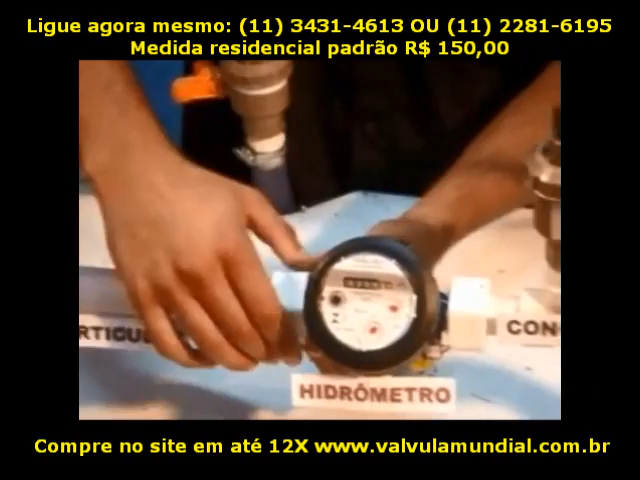 Ligue agora mesmo: (11) 3431-4613 OU (11) 2281-6195
Medida residencial padrão R$ 150,00
HIDRÔMETRO
Compre no site em até 12X www.valvulamundial.com.br